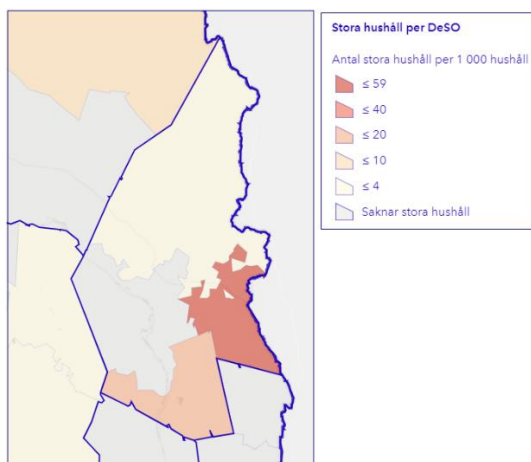 Stora hushåll per DeSO
Antal stora hushåll per 1 000 hushåll
≤ 59
≤ 40
≤ 20
≤ 10
≤ 4
Saknar stora hushåll